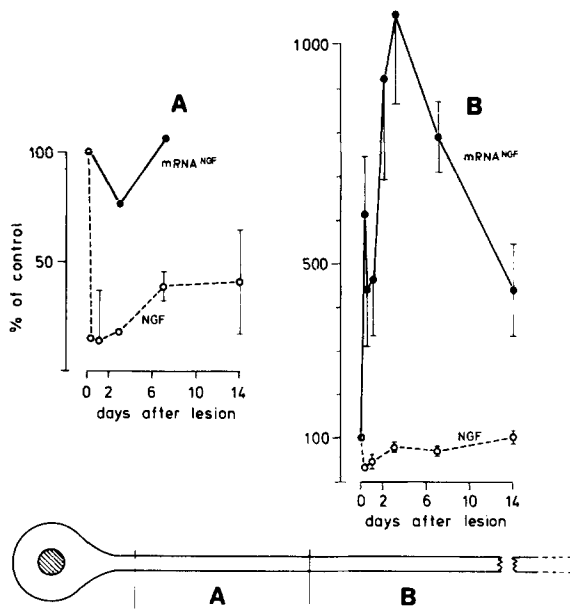 A
100
50
% of control
mRNA^NGF
NGF
0 2 6 10 14
days after lesion
B
1000
500
100
mRNA^NGF
NGF
0 2 6 10 14
days after lesion
A
B